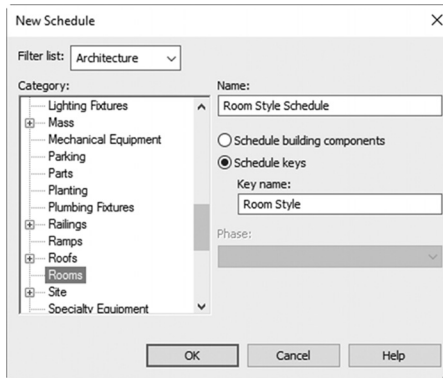 New Schedule
Filter list: Architecture
Category:
Lighting Fixtures
Mass
Mechanical Equipment
Parking
Parts
Planting
Plumbing Fixtures
Railings
Ramps
Roofs
Rooms
Site
Specialty Equipment
Name:
Room Style Schedule
Schedule building components
Schedule keys
Key name:
Room Style
Phase:
OK Cancel Help